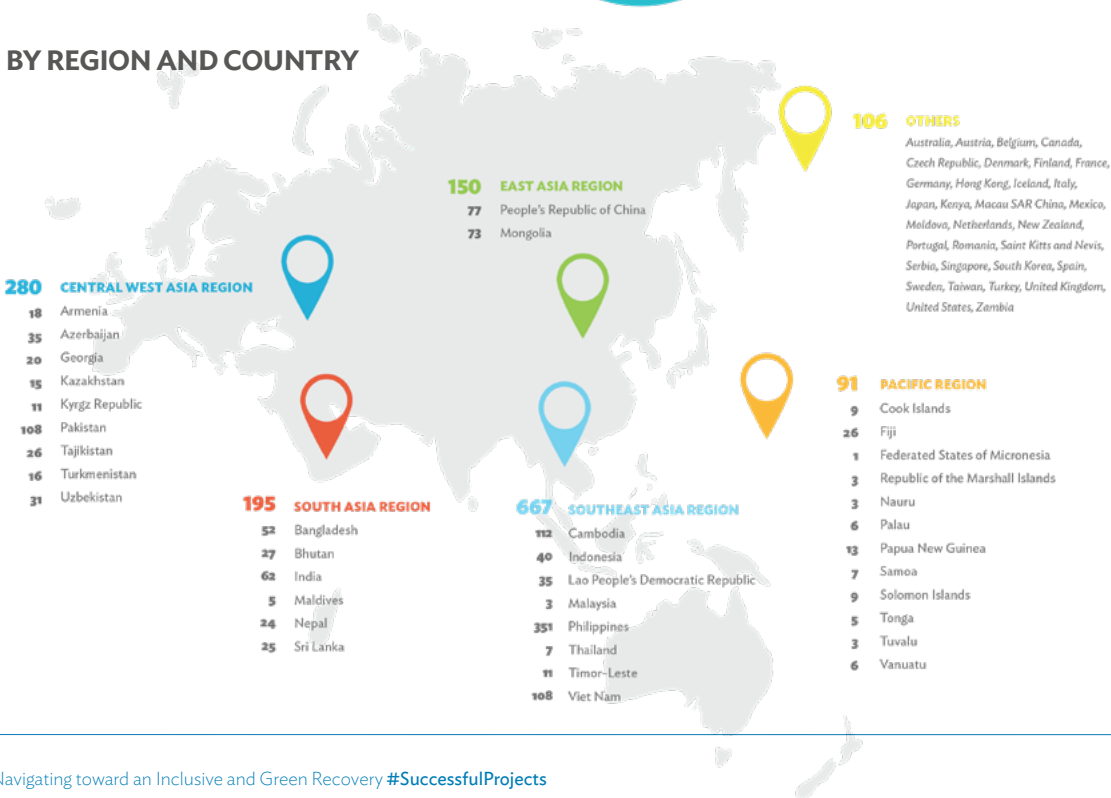 BY REGION AND COUNTRY
106 OTHERS
Australia, Austria, Belgium, Canada,
Czech Republic, Denmark, Finland, France,
Germany, Hong Kong, Iceland, Italy,
Japan, Kenya, Macau SAR China, Mexico,
Moldova, Netherlands, New Zealand,
Portugal, Romania, Saint Kitts and Nevis,
Serbia, Singapore, South Korea, Spain,
Sweden, Taiwan, Turkey, United Kingdom,
United States, Zambia
150 EAST ASIA REGION
77 People's Republic of China
73 Mongolia
280 CENTRAL WEST ASIA REGION
18 Armenia
35 Azerbaijan
20 Georgia
15 Kazakhstan
11 Kyrgz Republic
108 Pakistan
26 Tajikistan
16 Turkmenistan
31 Uzbekistan
195 SOUTH ASIA REGION
52 Bangladesh
27 Bhutan
62 India
5 Maldives
24 Nepal
25 Sri Lanka
667 SOUTHEAST ASIA REGION
112 Cambodia
40 Indonesia
35 Lao People's Democratic Republic
3 Malaysia
351 Philippines
7 Thailand
11 Timor-Leste
108 Viet Nam
91 PACIFIC REGION
9 Cook Islands
26 Fiji
1 Federated States of Micronesia
3 Republic of the Marshall Islands
3 Nauru
6 Palau
13 Papua New Guinea
7 Samoa
9 Solomon Islands
5 Tonga
3 Tuvalu
6 Vanuatu
Navigating toward an Inclusive and Green Recovery #SuccessfulProjects